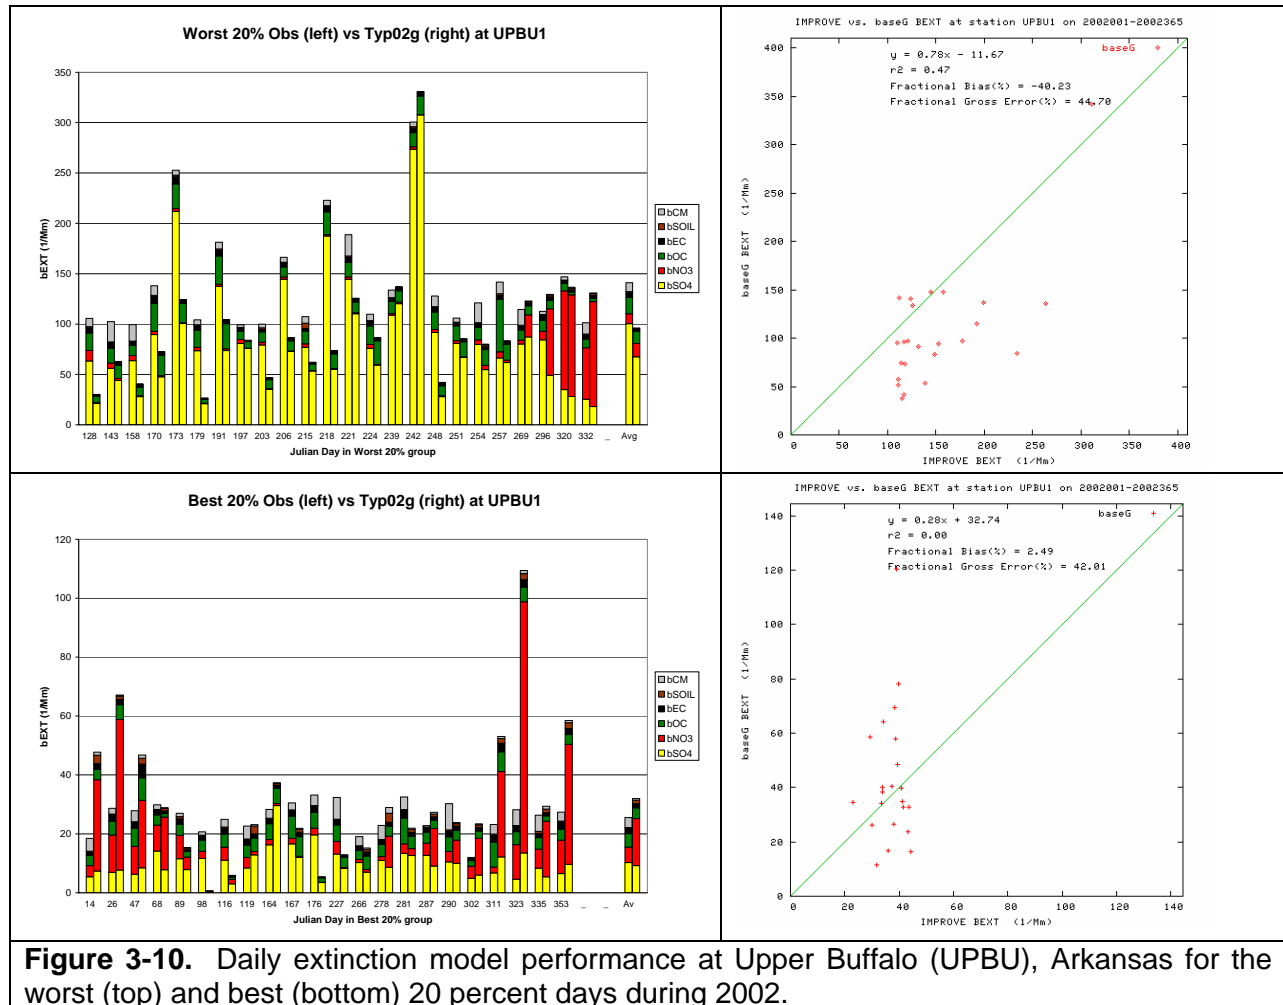 Worst 20% Obs (left) vs Typ02g (right) at UPBU1
350
300
250
200
150
100
50
0
bEXT (1/Mm)
128 143 158 170 173 179 191 197 203 206 215 218 221 224 239 242 248 251 254 257 269 296 320 332 _ Avg
Julian Day in Worst 20% group
bCM
bSOIL
bEC
bOC
bNO3
bSO4
IMPROVE vs. baseG BEXT at station UPBU1 on 2002001-2002365
baseG
y = 0.78x - 11.67
r2 = 0.47
Fractional Bias(%) = -40.23
Fractional Gross Error(%) = 44.70
400
350
300
250
200
150
100
50
0
baseG BEXT (1/Mm)
0 50 100 150 200 250 300 350 400
IMPROVE BEXT (1/Mm)
Best 20% Obs (left) vs Typ02g (right) at UPBU1
120
100
80
60
40
20
0
bEXT (1/Mm)
14 26 47 68 89 98 116 119 164 167 176 227 266 278 281 287 290 302 311 323 335 353 _ _ Av
Julian Day in Best 20% group
bCM
bSOIL
bEC
bOC
bNO3
bSO4
IMPROVE vs. baseG BEXT at station UPBU1 on 2002001-2002365
baseG
y = 0.28x + 32.74
r2 = 0.00
Fractional Bias(%) = 2.49
Fractional Gross Error(%) = 42.01
140
120
100
80
60
40
20
0
baseG BEXT (1/Mm)
0 20 40 60 80 100 120 140
IMPROVE BEXT (1/Mm)
Figure 3-10. Daily extinction model performance at Upper Buffalo (UPBU), Arkansas for the
worst (top) and best (bottom) 20 percent days during 2002.